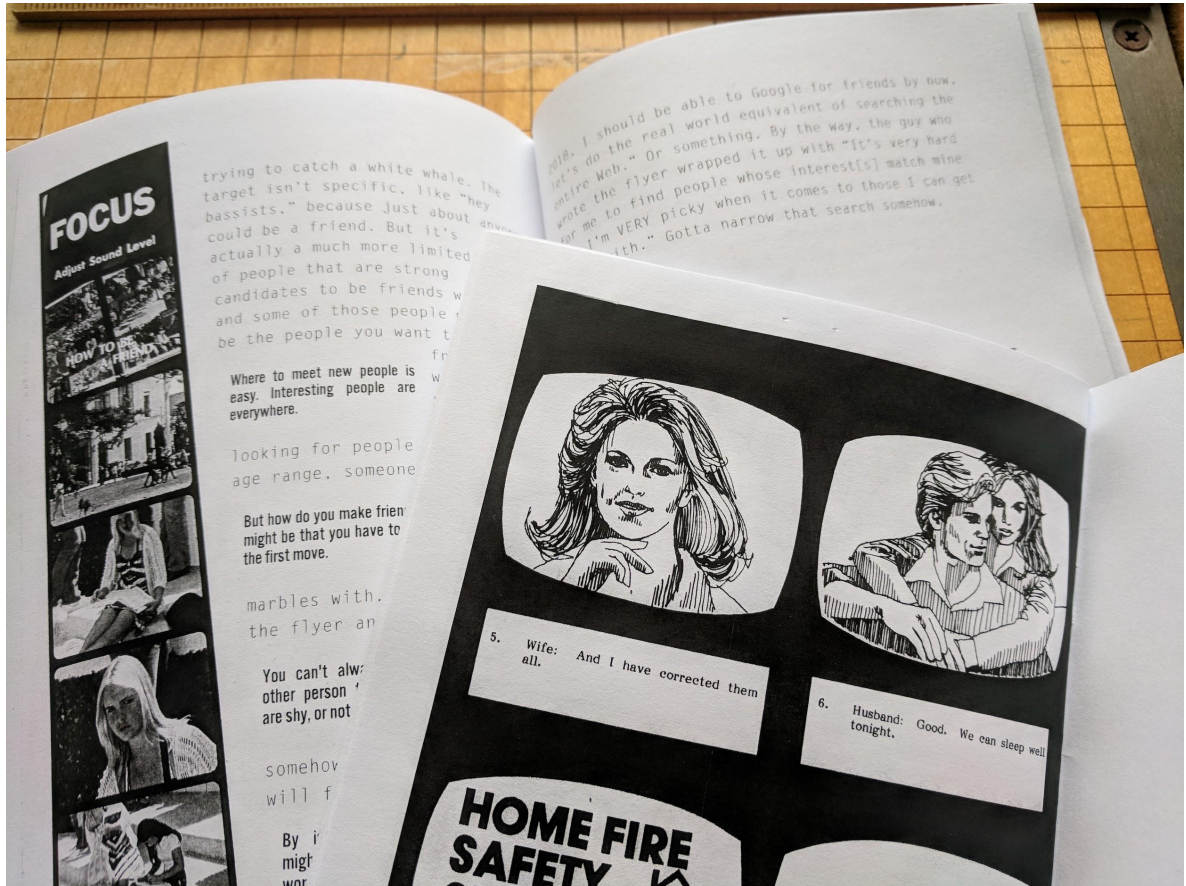 FOCUS
Adjust Sound Level
HOW TO BE
A FRIEND
trying to catch a white whale. The
target isn't specific, like "hey
bassists," because just about anyone
could be a friend. But it's
actually a much more limited
of people that are strong
candidates to be friends w
and some of those people
be the people you want t
fr
w
Where to meet new people is
easy. Interesting people are
everywhere.
looking for people
age range, someone
But how do you make frien
might be that you have to
the first move.
marbles with.
the flyer an
You can't alwa
other person
are shy, or not
somehow
will f
By i
migh
wor
2018. I should be able to Google for friends by now,
let's do the real world equivalent of searching the
entire Web." Or something. By the way, the guy who
wrote the flyer wrapped it up with "It's very hard
for me to find people whose interest[s] match mine
I'm VERY picky when it comes to those I can get
ith." Gotta narrow that search somehow.
5. Wife: And I have corrected them
all.
6. Husband: Good. We can sleep well
tonight.
HOME FIRE
SAFETY